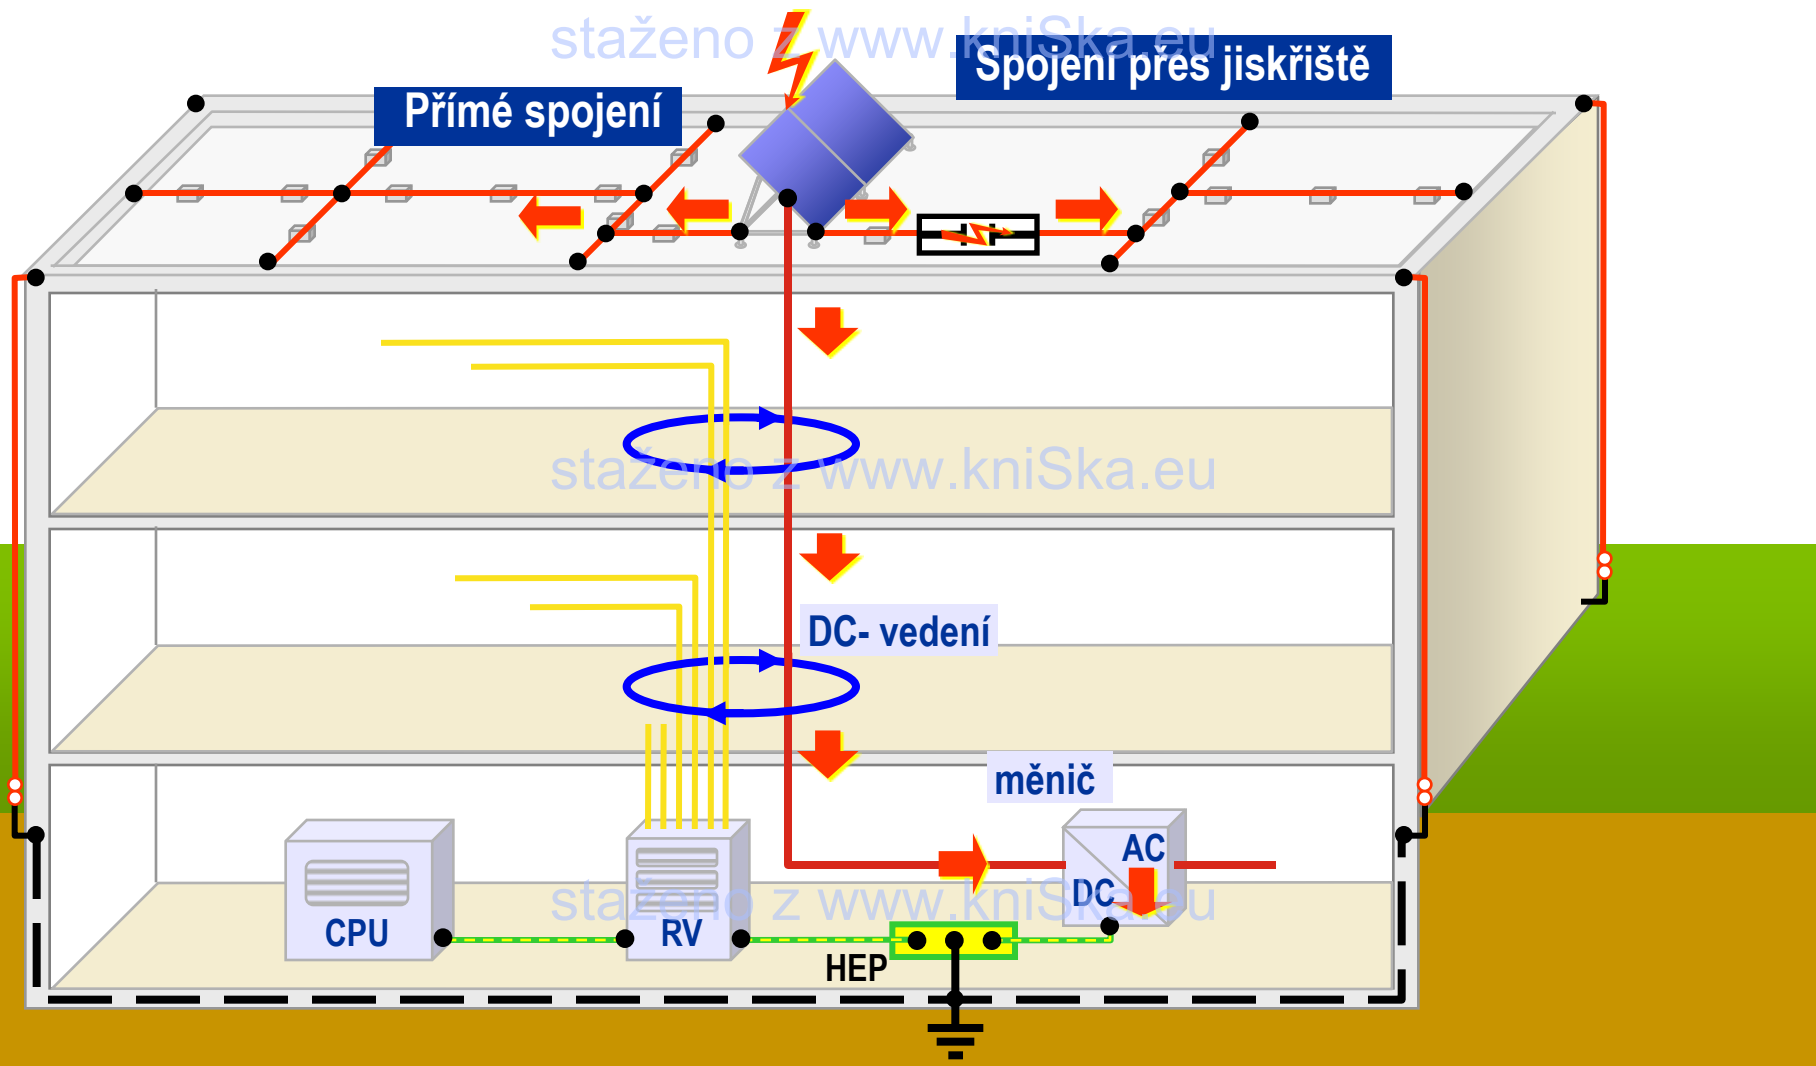 staženo z www.kniSka.eu
Spojení přes jiskřiště
Přímé spojení
staženo z www.kniSka.eu
DC- vedení
měnič
AC
DC
staženo z www.kniSka.eu
CPU
RV
HEP